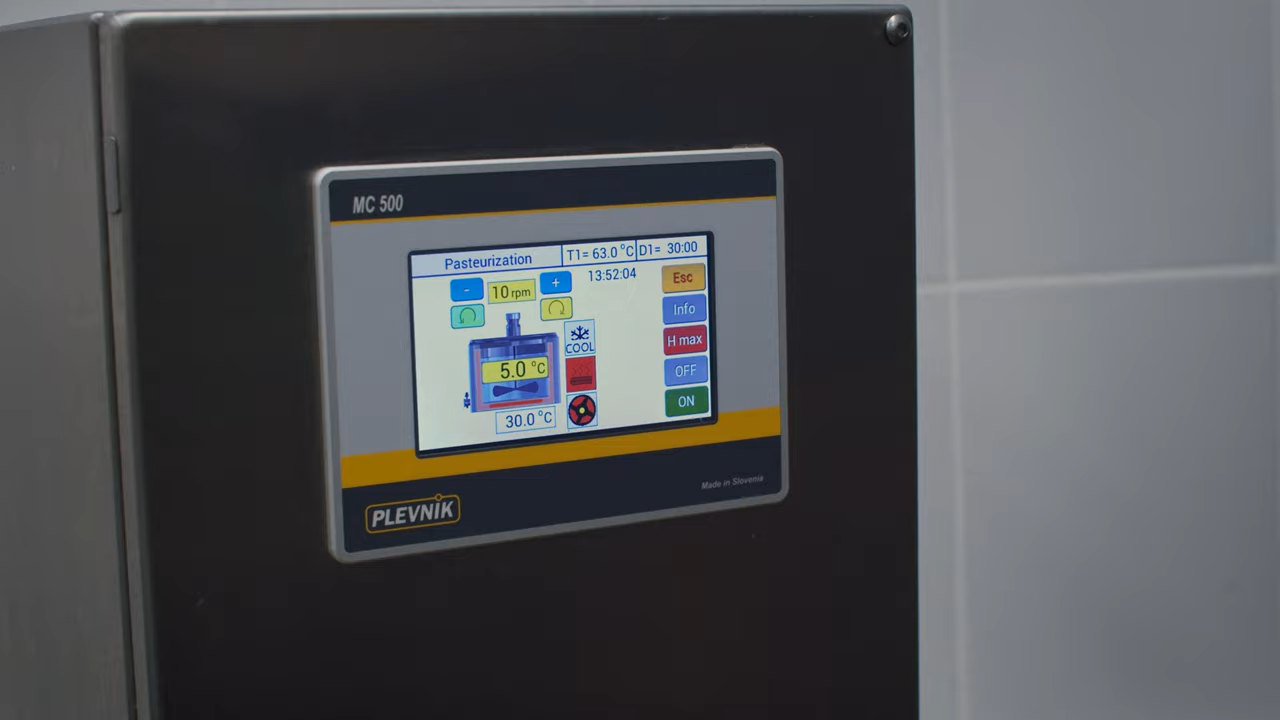 MC 500
Pasteurization
T1= 63.0 °C
D1= 30:00
13:52:04
-
10 rpm
+
Esc
Info
COOL
H max
5.0 °C
OFF
30.0 °C
ON
Made in Slovenia
PLEVNIK